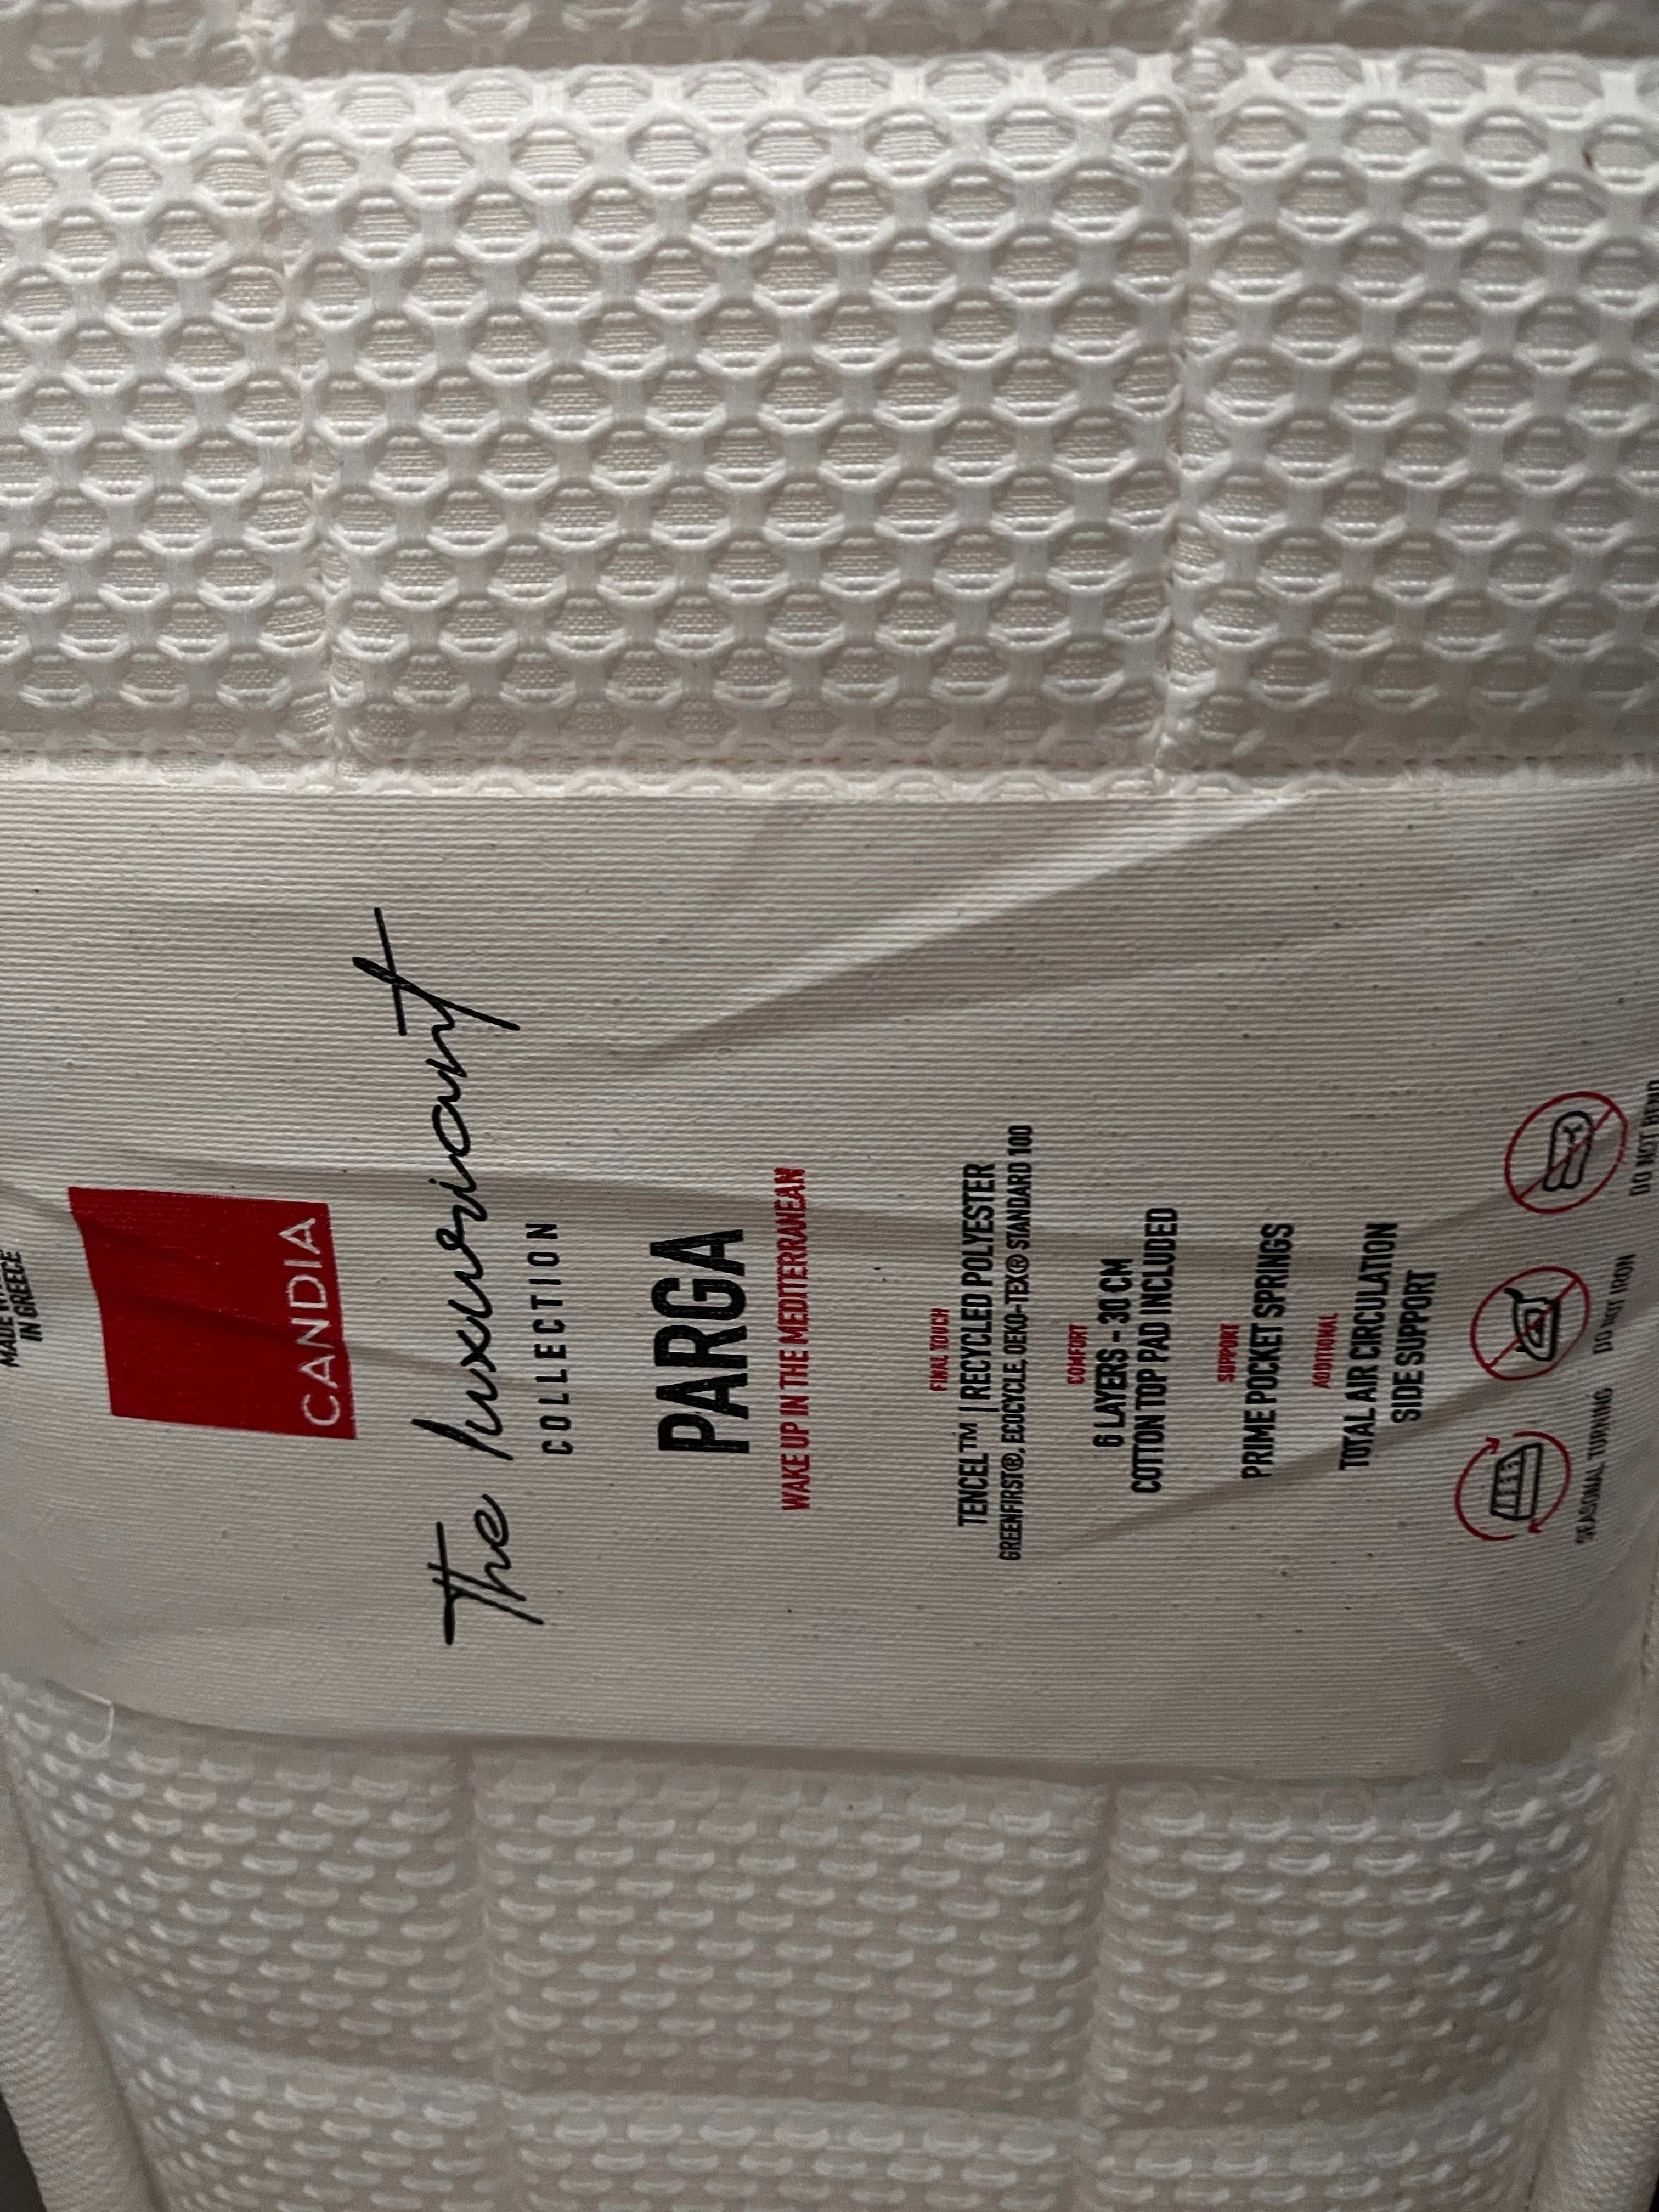 MADE
IN GREECE
CANDIA
The Luxuriant
COLLECTION
PARGA
WAKE UP IN THE MEDITERRANEAN
FINAL TOUCH
TENCEL™ | RECYCLED POLYESTER
GREENFIRST®, ECOCYCLE, OEKO-TEX® STANDARD 100
COMFORT
6 LAYERS - 30 CM
COTTON TOP PAD INCLUDED
SUPPORT
PRIME POCKET SPRINGS
ADDITIONAL
TOTAL AIR CIRCULATION
SIDE SUPPORT
SEASONAL TURNING
DO NOT IRON
DO NOT BEND